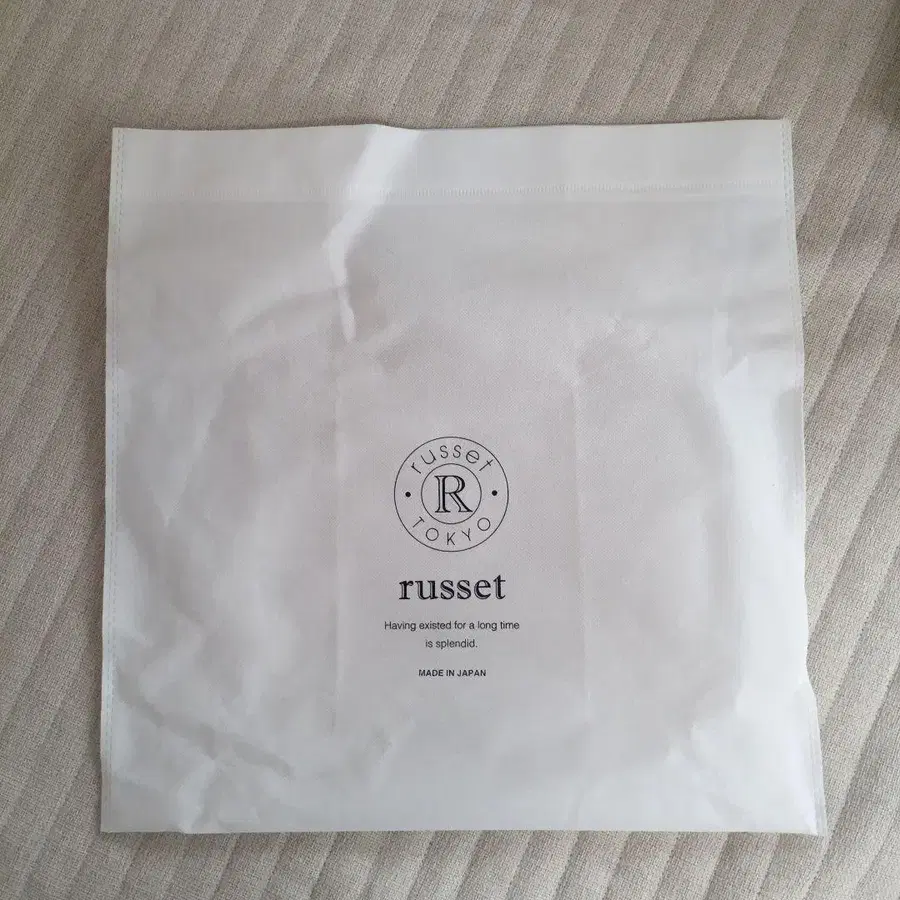 russet
R
TOKYO
russet
Having existed for a long time
is splendid.
MADE IN JAPAN